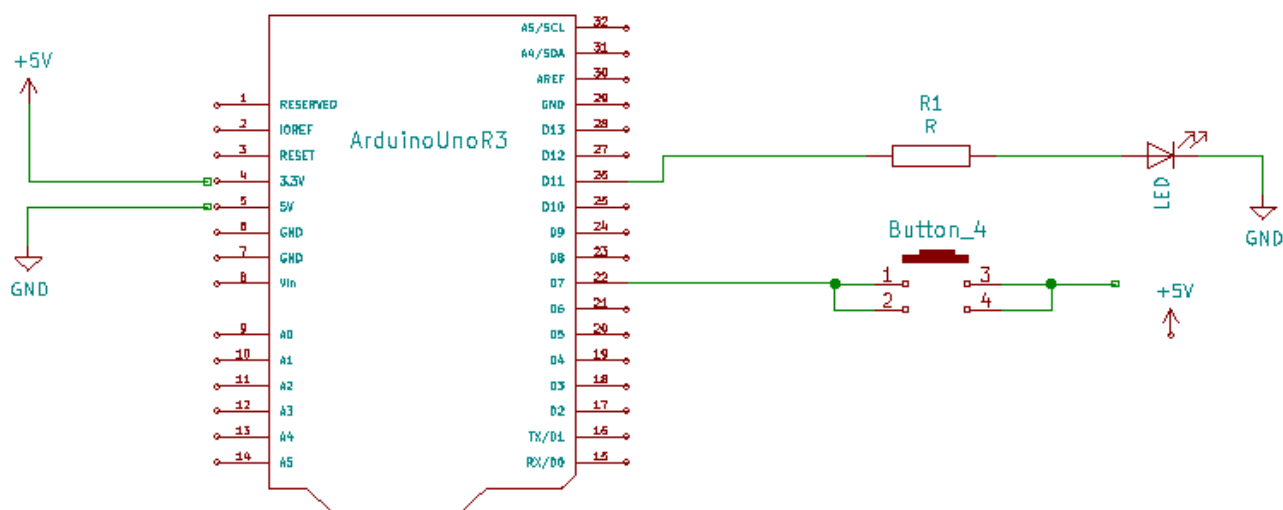 +5V
GND
ArduinoUnoR3
1 RESERVED
2 IOREF
3 RESET
4 3.3V
5 5V
6 GND
7 GND
8 Vin
9 A0
10 A1
11 A2
12 A3
13 A4
14 A5
A5/SCL 32
A4/SDA 31
AREF 30
GND 29
D13 28
D12 27
D11 26
D10 25
D9 24
D8 23
D7 22
D6 21
D5 20
D4 19
D3 18
D2 17
TX/D1 16
RX/D0 15
R1
R
LED
GND
Button_4
1 3
2 4
+5V